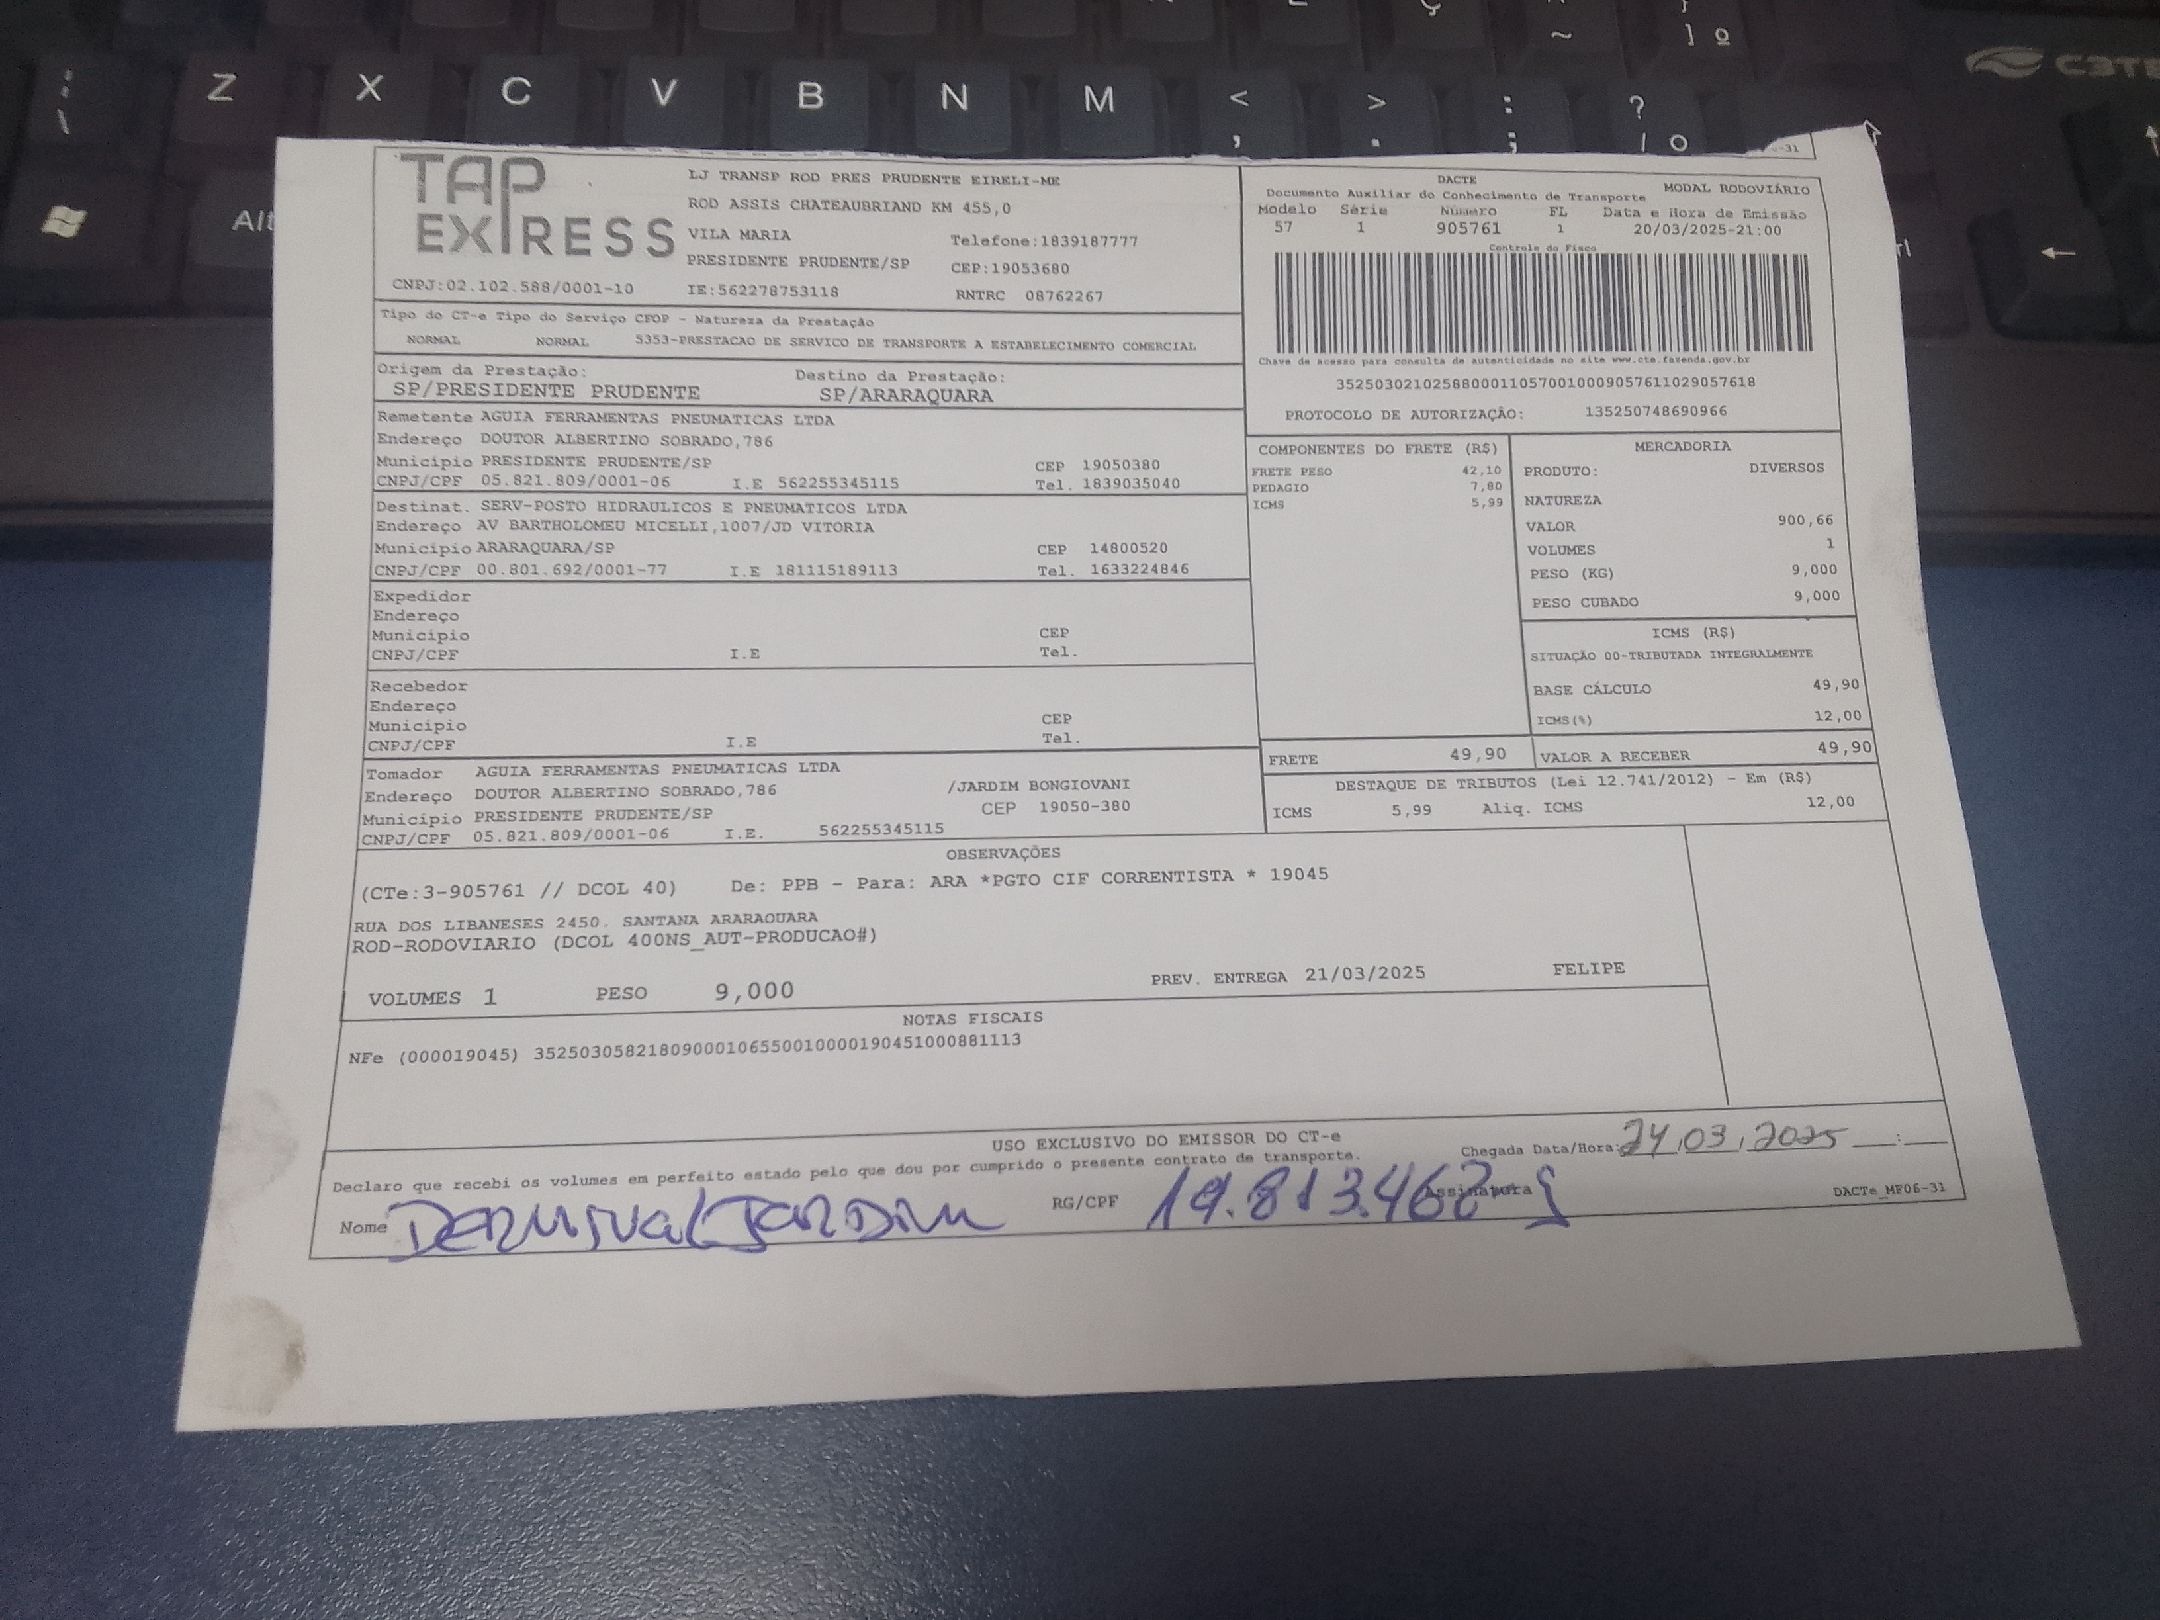 Z X C V B N M < , > . : ; ? / º
Alt
C3TE
TAP EXPRESS
LJ TRANSP ROD PRES PRUDENTE EIRELI-ME
ROD ASSIS CHATEAUBRIAND KM 455,0
VILA MARIA Telefone:1839187777
PRESIDENTE PRUDENTE/SP CEP:19053680
CNPJ:02.102.588/0001-10 IE:562278753118 RNTRC 08762267
DACTE
Documento Auxiliar do Conhecimento de Transporte MODAL RODOVIÁRIO
Modelo Série Número FL Data e Hora de Emissão
57 1 905761 1 20/03/2025-21:00
Controle do Fisco
Chave de acesso para consulta de autenticidade no site www.cte.fazenda.gov.br
35250302102588000110570010009057611029057618
PROTOCOLO DE AUTORIZAÇÃO: 135250748690966
Tipo do CT-e Tipo do Serviço CFOP - Natureza da Prestação
NORMAL NORMAL 5353-PRESTACAO DE SERVICO DE TRANSPORTE A ESTABELECIMENTO COMERCIAL
Origem da Prestação: Destino da Prestação:
SP/PRESIDENTE PRUDENTE SP/ARARAQUARA
Remetente AGUIA FERRAMENTAS PNEUMATICAS LTDA
Endereço DOUTOR ALBERTINO SOBRADO,786
Município PRESIDENTE PRUDENTE/SP CEP 19050380
CNPJ/CPF 05.821.809/0001-06 I.E 562255345115 Tel. 1839035040
Destinat. SERV-POSTO HIDRAULICOS E PNEUMATICOS LTDA
Endereço AV BARTHOLOMEU MICELLI,1007/JD VITORIA
Município ARARAQUARA/SP CEP 14800520
CNPJ/CPF 00.801.692/0001-77 I.E 181115189113 Tel. 1633224846
Expedidor
Endereço
Município CEP
CNPJ/CPF I.E Tel.
Recebedor
Endereço
Município CEP
CNPJ/CPF I.E Tel.
Tomador AGUIA FERRAMENTAS PNEUMATICAS LTDA
Endereço DOUTOR ALBERTINO SOBRADO,786 /JARDIM BONGIOVANI
Município PRESIDENTE PRUDENTE/SP CEP 19050-380
CNPJ/CPF 05.821.809/0001-06 I.E. 562255345115
COMPONENTES DO FRETE (R$)
FRETE PESO 42,10
PEDAGIO 7,80
ICMS 5,99
MERCADORIA
PRODUTO: DIVERSOS
NATUREZA
VALOR 900,66
VOLUMES 1
PESO (KG) 9,000
PESO CUBADO 9,000
ICMS (R$)
SITUAÇÃO 00-TRIBUTADA INTEGRALMENTE
BASE CÁLCULO 49,90
ICMS(%) 12,00
FRETE 49,90 VALOR A RECEBER 49,90
DESTAQUE DE TRIBUTOS (Lei 12.741/2012) - Em (R$)
ICMS 5,99 Aliq. ICMS 12,00
OBSERVAÇÕES
(CTe:3-905761 // DCOL 40) De: PPB - Para: ARA *PGTO CIF CORRENTISTA * 19045
RUA DOS LIBANESES 2450, SANTANA ARARAQUARA
ROD-RODOVIARIO (DCOL 400NS_AUT-PRODUCAO#)
VOLUMES 1 PESO 9,000 PREV. ENTREGA 21/03/2025 FELIPE
NOTAS FISCAIS
NFe (000019045) 35250305821809000106550010000190451000881113
USO EXCLUSIVO DO EMISSOR DO CT-e
Declaro que recebi os volumes em perfeito estado pelo que dou por cumprido o presente contrato de transporte. Chegada Data/Hora: 24/03/2025 __:__
Nome Dermival Jardim RG/CPF 19.813.468 Assinatura DACTe_MF06-31